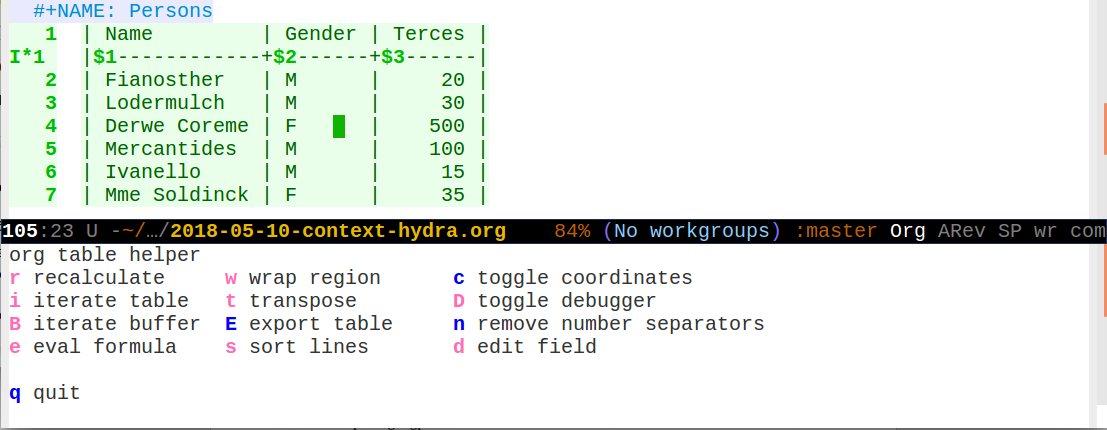 #+NAME: Persons
1 | Name | Gender | Terces |
I*1 |$1------------+$2------+$3------|
2 | Fianosther | M | 20 |
3 | Lodermulch | M | 30 |
4 | Derwe Coreme | F | 500 |
5 | Mercantides | M | 100 |
6 | Ivanello | M | 15 |
7 | Mme Soldinck | F | 35 |
105:23 U -~/…/2018-05-10-context-hydra.org 84% (No workgroups) :master Org ARev SP wr com
org table helper
r recalculate w wrap region c toggle coordinates
i iterate table t transpose D toggle debugger
B iterate buffer E export table n remove number separators
e eval formula s sort lines d edit field
q quit